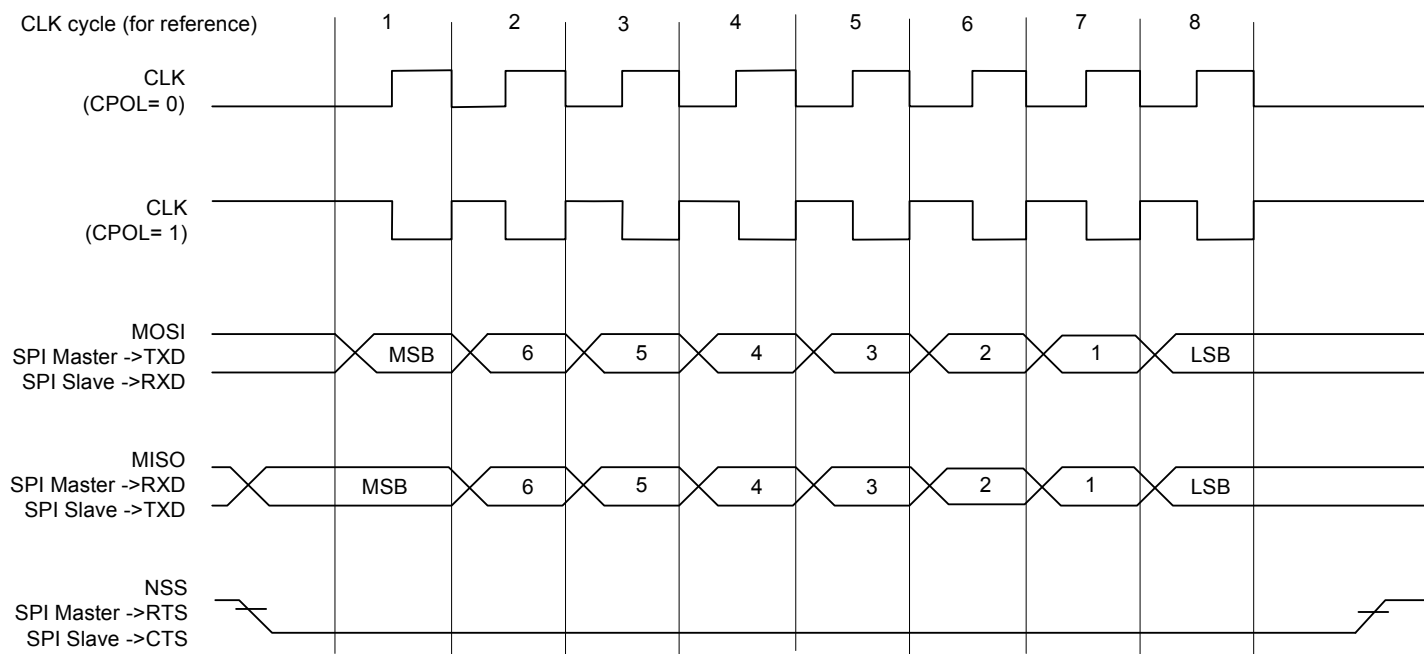 CLK cycle (for reference) 1 2 3 4 5 6 7 8
CLK
(CPOL= 0)
CLK
(CPOL= 1)
MOSI
SPI Master ->TXD
SPI Slave ->RXD
MSB 6 5 4 3 2 1 LSB
MISO
SPI Master ->RXD
SPI Slave ->TXD
MSB 6 5 4 3 2 1 LSB
NSS
SPI Master ->RTS
SPI Slave ->CTS